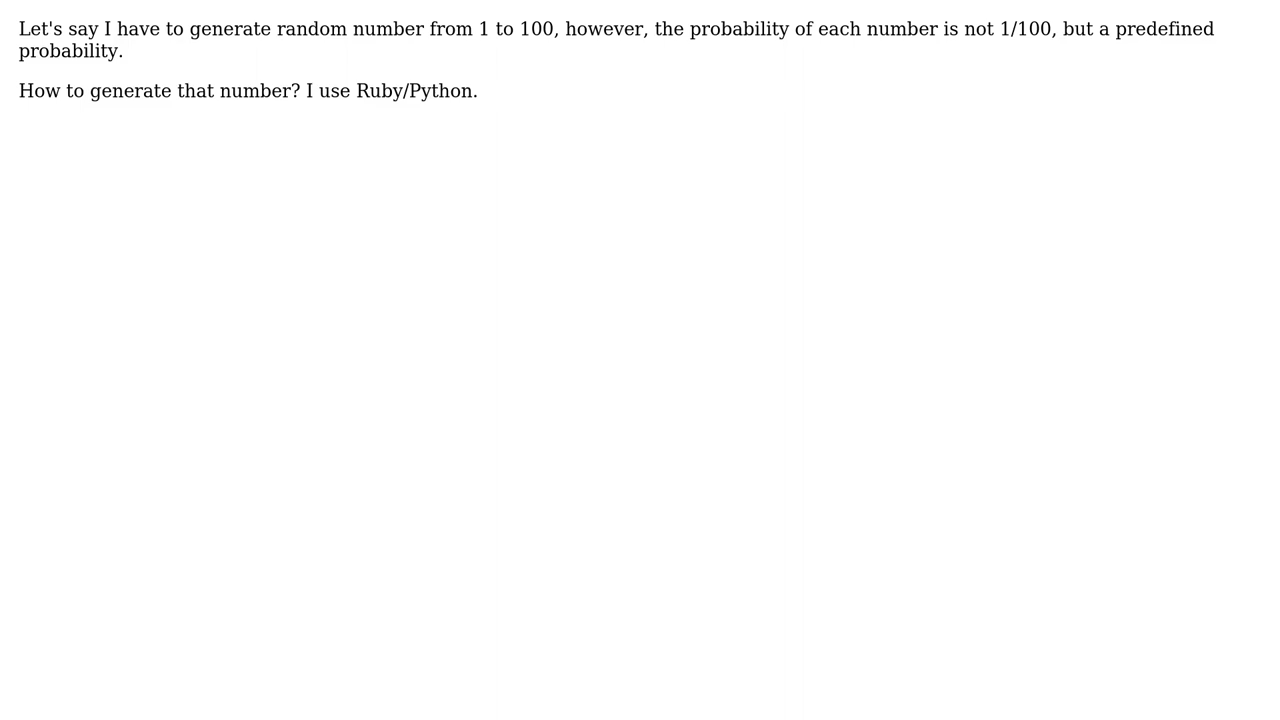 Let's say I have to generate random number from 1 to 100, however, the probability of each number is not 1/100, but a predefined
probability.
How to generate that number? I use Ruby/Python.